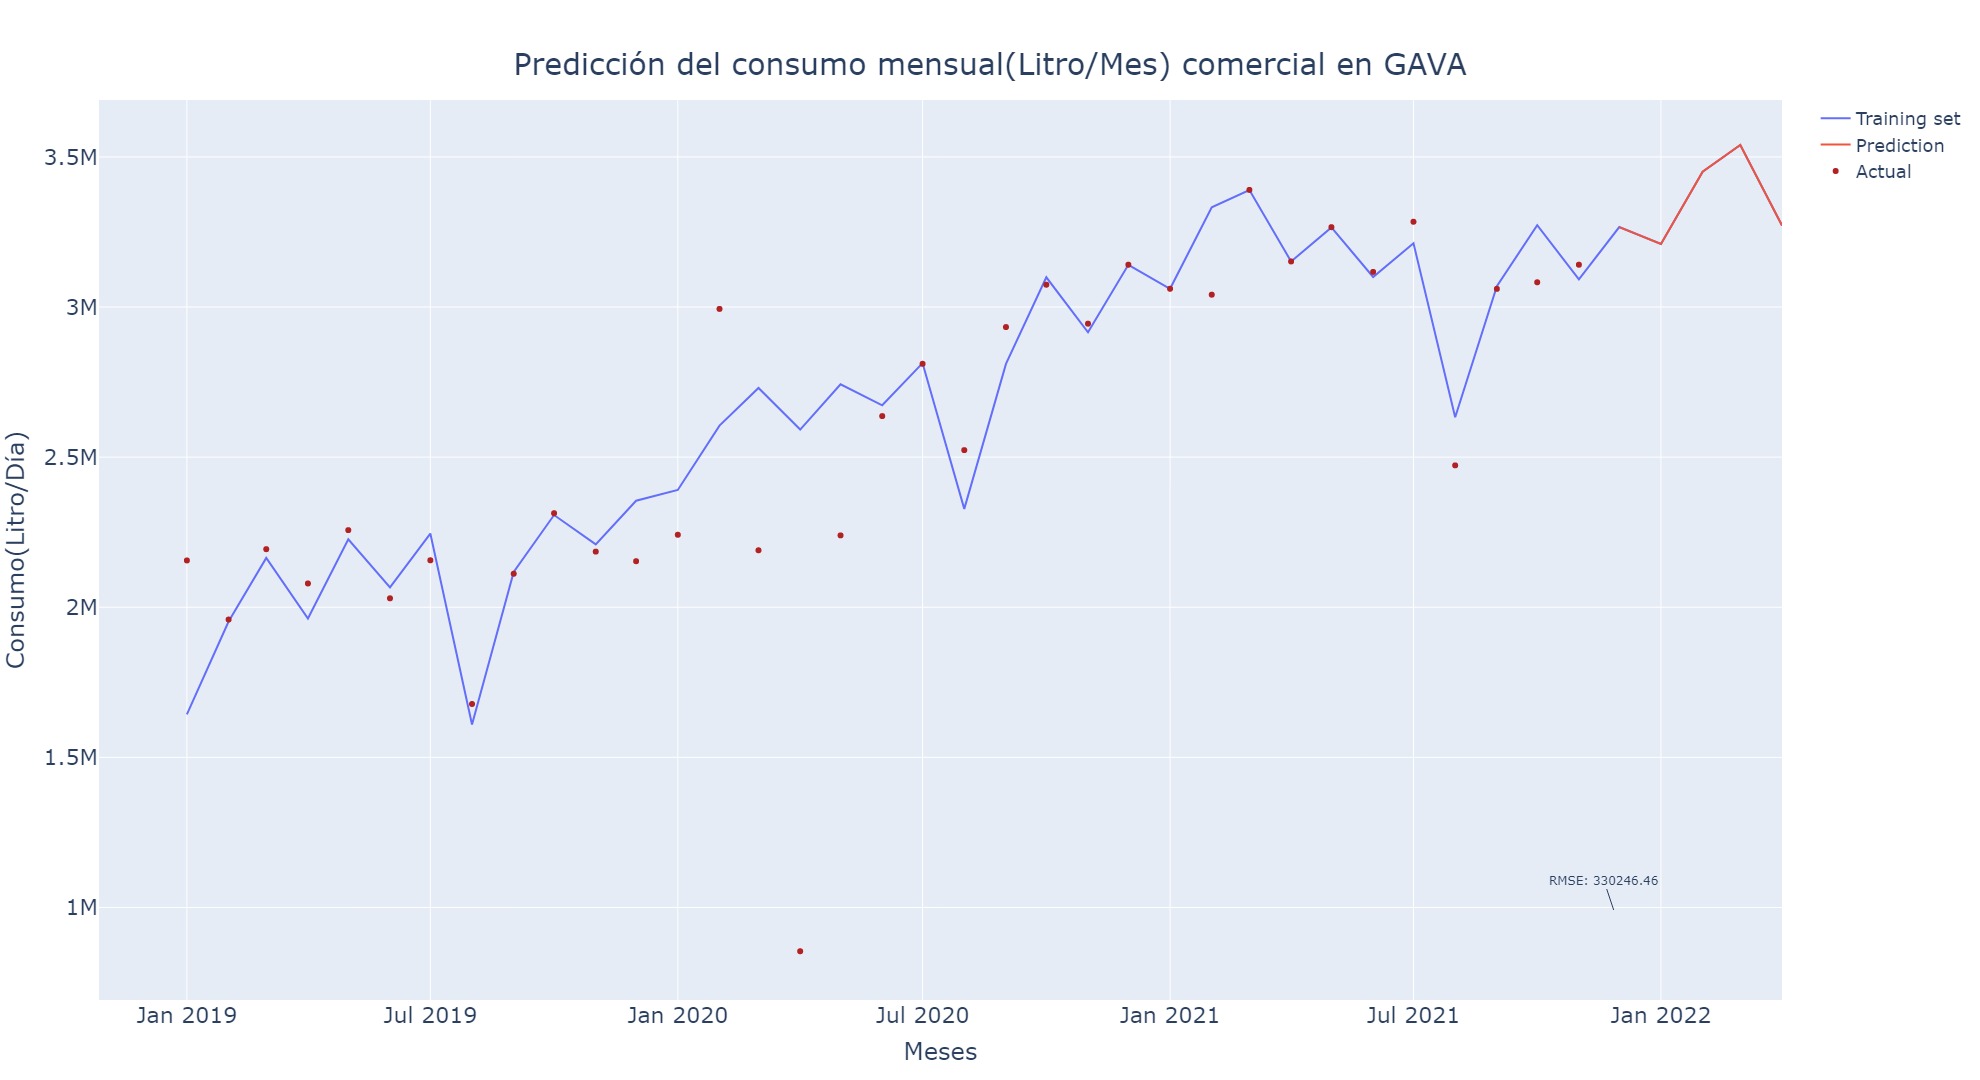 Predicción del consumo mensual(Litro/Mes) comercial en GAVA
Training set
Prediction
Actual
3.5M
3M
2.5M
2M
1.5M
1M
Consumo(Litro/Día)
RMSE: 330246.46
Jan 2019
Jul 2019
Jan 2020
Jul 2020
Jan 2021
Jul 2021
Jan 2022
Meses